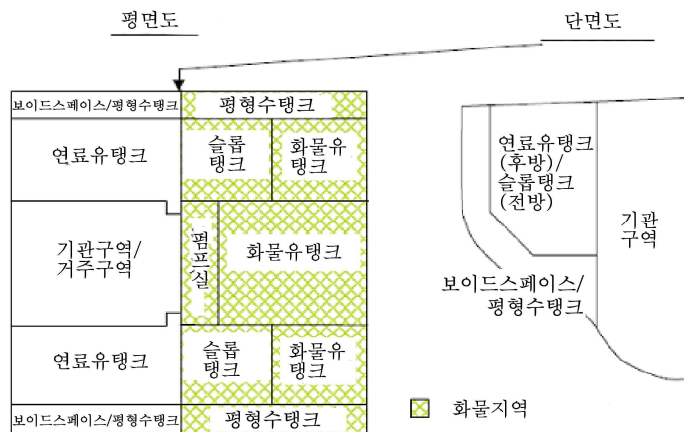 평면도
단면도
보이드스페이스/평형수탱크
평형수탱크
연료유탱크
슬롭
탱크
화물유
탱크
기관구역/
거주구역
펌프실
화물유탱크
연료유탱크
슬롭
탱크
화물유
탱크
보이드스페이스/평형수탱크
평형수탱크
연료유탱크
(후방)/
슬롭탱크
(전방)
기관
구역
보이드스페이스/
평형수탱크
화물지역